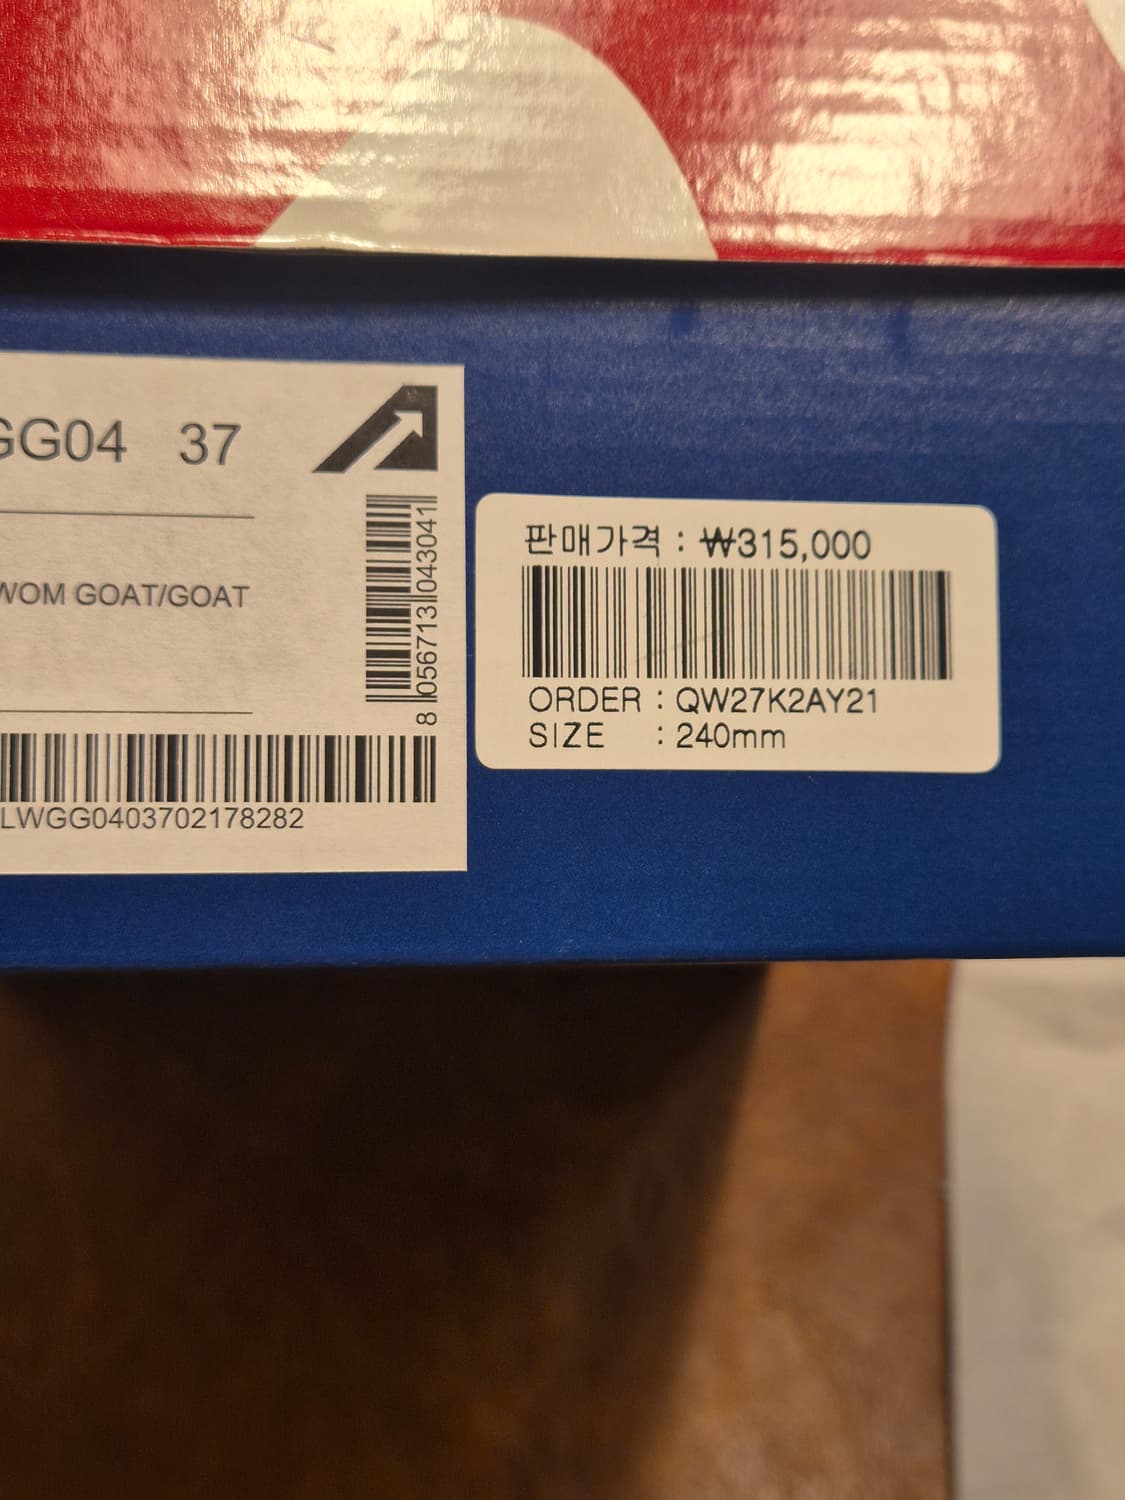 GG04 37
WOM GOAT/GOAT
8 056713 043041
LWGG0403702178282
판매가격 : ₩315,000
ORDER : QW27K2AY21
SIZE : 240mm